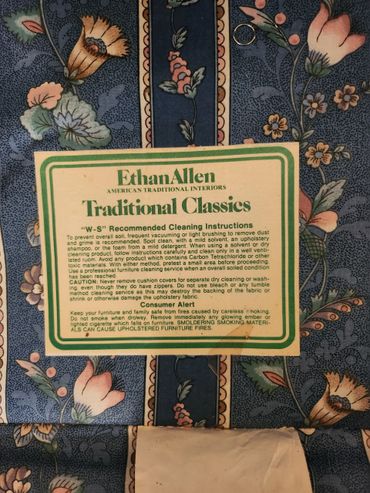 Ethan Allen
AMERICAN TRADITIONAL INTERIORS
Traditional Classics
"W-S" Recommended Cleaning Instructions
To prevent overall soil, frequent vacuuming or light brushing to remove dust
and grime is recommended. Spot clean, with a mild solvent, an upholstery
shampoo, or the foam from a mild detergent. When using a solvent or dry
cleaning product, follow instructions carefully and clean only in a well venti-
lated room. Avoid any product which contains Carbon Tetrachloride or other
toxic materials. With either method, pretest a small area before proceeding.
Use a professional furniture cleaning service when an overall soiled condition
has been reached.
CAUTION: Never remove cushion covers for separate dry cleaning or wash-
ing, even though they do have zippers. Do not use bleach or any tumble
method cleaning service as this may destroy the backing of the fabric or
shrink or otherwise damage the upholstery fabric.
Consumer Alert
Keep your furniture and family safe from fires caused by careless smoking.
Do not smoke when drowsy. Remove immediately any glowing ember or
lighted cigarette which falls on furniture. SMOLDERING SMOKING MATERI-
ALS CAN CAUSE UPHOLSTERED FURNITURE FIRES.